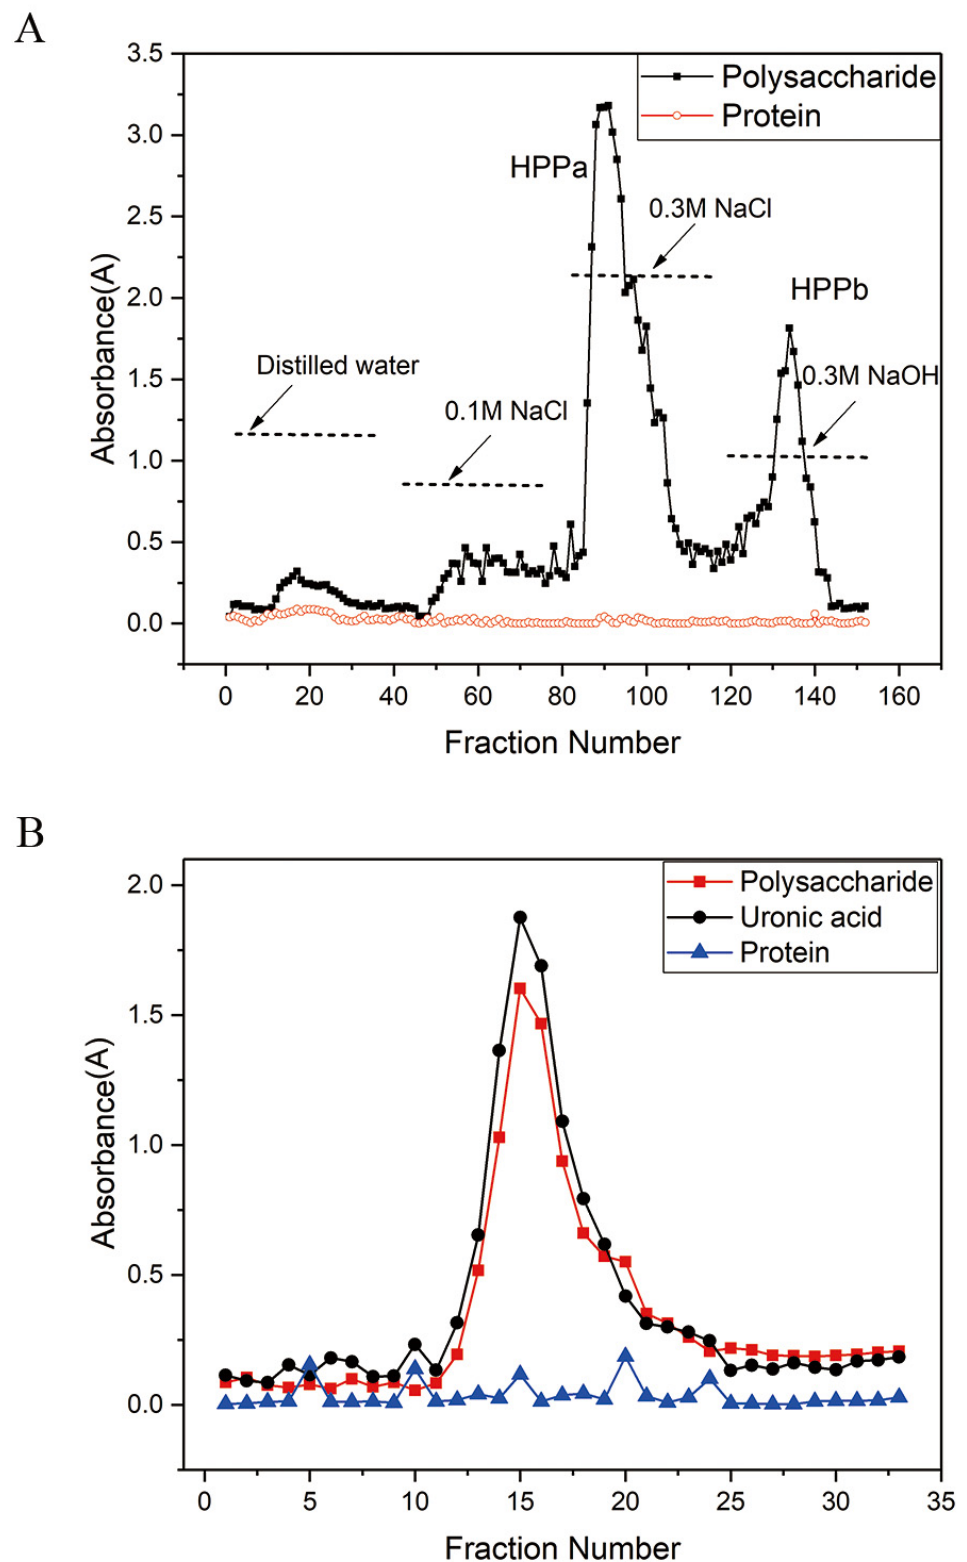 A
3.5
3.0
2.5
2.0
1.5
1.0
0.5
0.0
Absorbance(A)
Polysaccharide
Protein
HPPa
0.3M NaCl
HPPb
Distilled water
0.1M NaCl
0.3M NaOH
0 20 40 60 80 100 120 140 160
Fraction Number
B
2.0
1.5
1.0
0.5
0.0
Absorbance(A)
Polysaccharide
Uronic acid
Protein
0 5 10 15 20 25 30 35
Fraction Number